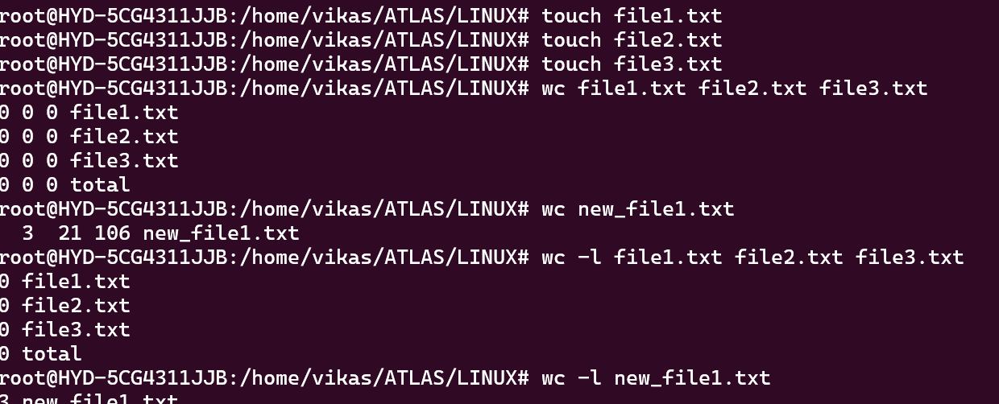 root@HYD-5CG4311JJB:/home/vikas/ATLAS/LINUX# touch file1.txt
root@HYD-5CG4311JJB:/home/vikas/ATLAS/LINUX# touch file2.txt
root@HYD-5CG4311JJB:/home/vikas/ATLAS/LINUX# touch file3.txt
root@HYD-5CG4311JJB:/home/vikas/ATLAS/LINUX# wc file1.txt file2.txt file3.txt
0 0 0 file1.txt
0 0 0 file2.txt
0 0 0 file3.txt
0 0 0 total
root@HYD-5CG4311JJB:/home/vikas/ATLAS/LINUX# wc new_file1.txt
  3  21 106 new_file1.txt
root@HYD-5CG4311JJB:/home/vikas/ATLAS/LINUX# wc -l file1.txt file2.txt file3.txt
0 file1.txt
0 file2.txt
0 file3.txt
0 total
root@HYD-5CG4311JJB:/home/vikas/ATLAS/LINUX# wc -l new_file1.txt
3 new_file1.txt